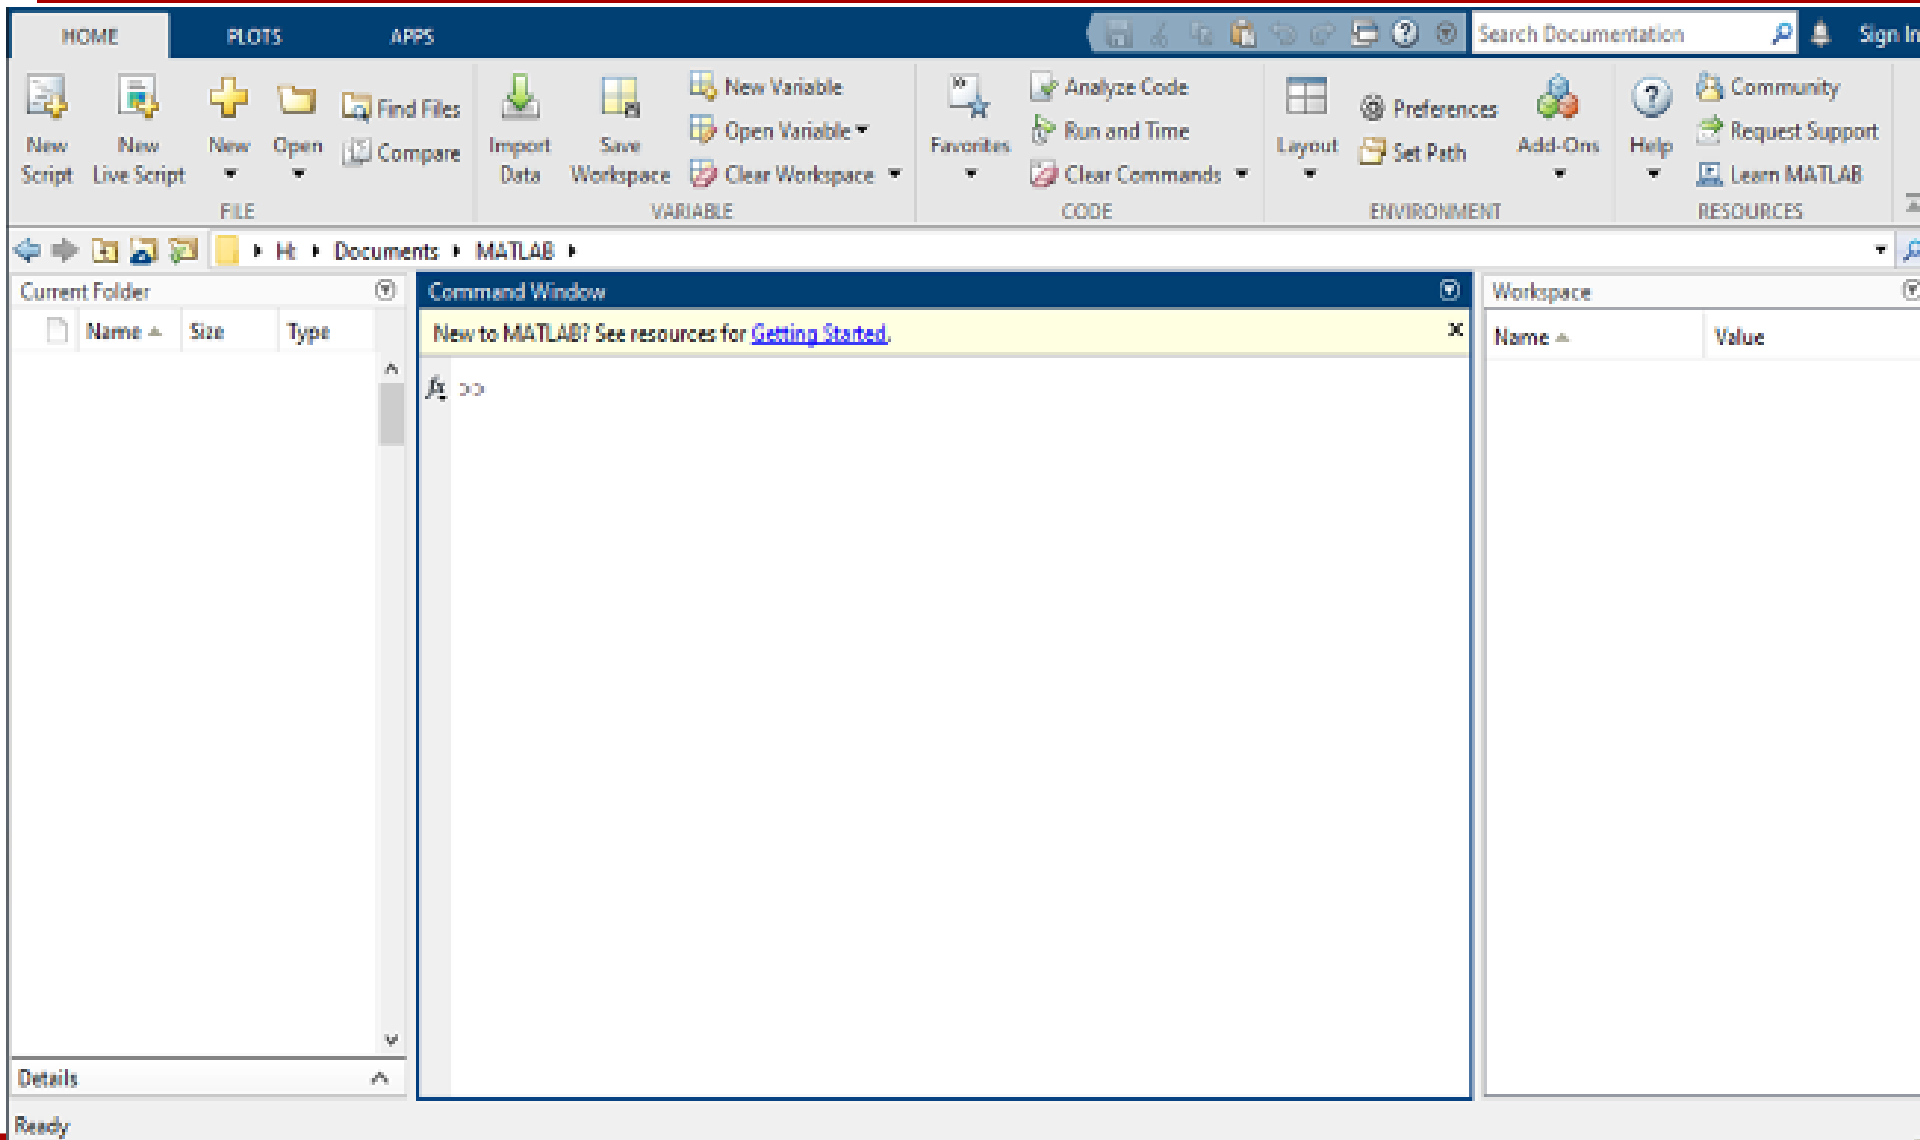 HOME PLOTS APPS Search Documentation Sign In
New Script
New Live Script
New
Open
Find Files
Compare
FILE
Import Data
Save Workspace
New Variable
Open Variable
Clear Workspace
VARIABLE
Favorites
Analyze Code
Run and Time
Clear Commands
CODE
Layout
Preferences
Set Path
Add-Ons
ENVIRONMENT
Help
Community
Request Support
Learn MATLAB
RESOURCES
H: Documents MATLAB
Current Folder
Name Size Type
Details
Command Window
New to MATLAB? See resources for Getting Started.
fx >>
Workspace
Name Value
Ready